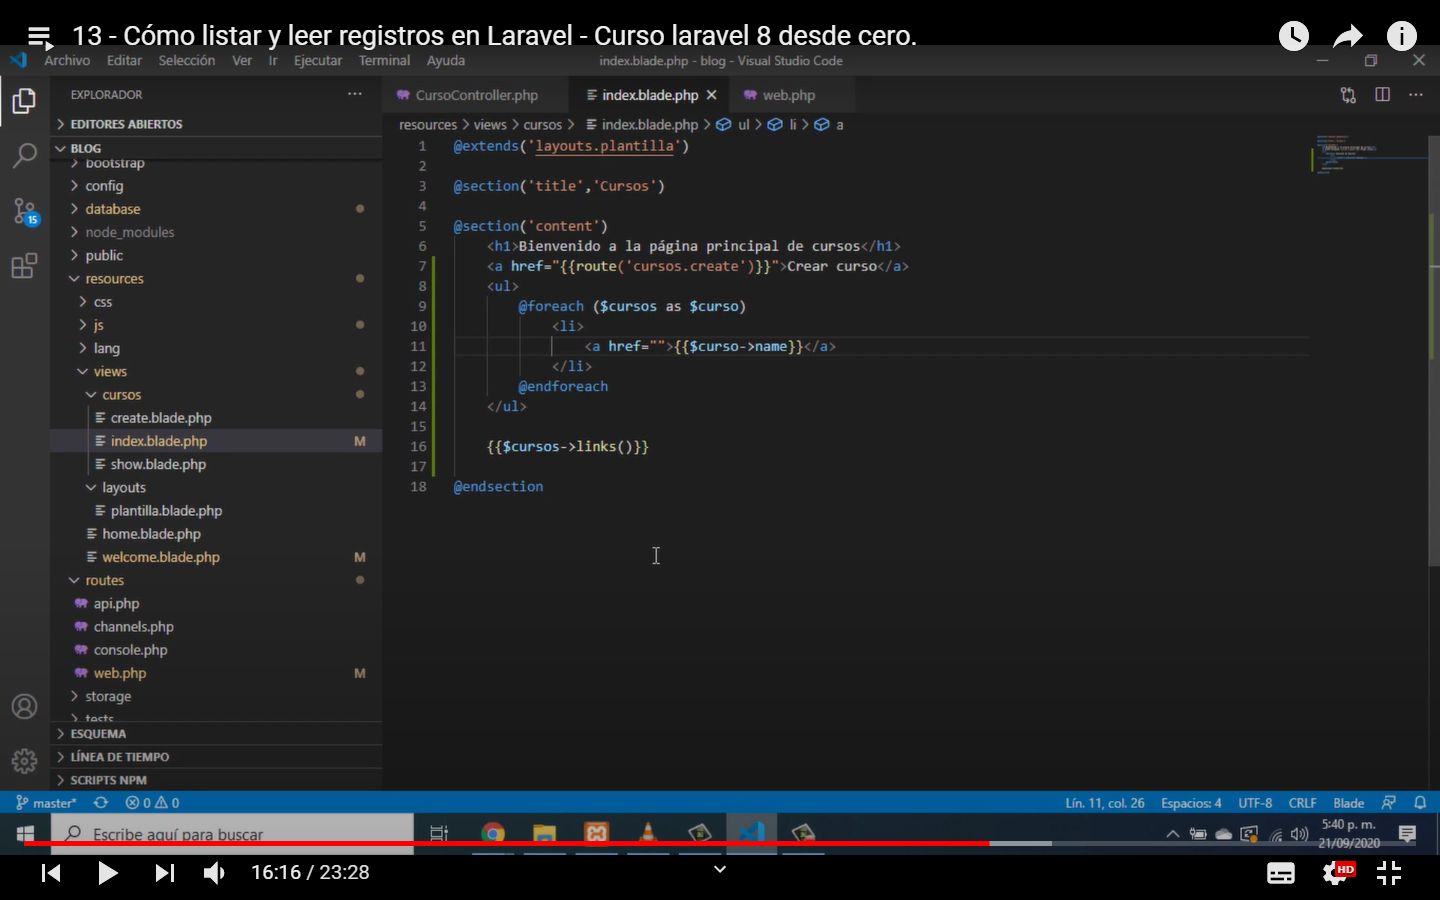 13 - Cómo listar y leer registros en Laravel - Curso laravel 8 desde cero.
Archivo Editar Selección Ver Ir Ejecutar Terminal Ayuda index.blade.php - blog - Visual Studio Code
EXPLORADOR
CursoController.php index.blade.php web.php
EDITORES ABIERTOS
resources > views > cursos > index.blade.php > ul > li > a
BLOG
bootstrap
config
database
node_modules
public
resources
css
js
lang
views
cursos
create.blade.php
index.blade.php M
show.blade.php
layouts
plantilla.blade.php
home.blade.php
welcome.blade.php M
routes
api.php
channels.php
console.php
web.php M
storage
tests
ESQUEMA
LÍNEA DE TIEMPO
SCRIPTS NPM
15
1 @extends('layouts.plantilla')
2
3 @section('title','Cursos')
4
5 @section('content')
6 <h1>Bienvenido a la página principal de cursos</h1>
7 <a href="{{route('cursos.create')}}">Crear curso</a>
8 <ul>
9 @foreach ($cursos as $curso)
10 <li>
11 <a href="">{{$curso->name}}</a>
12 </li>
13 @endforeach
14 </ul>
15
16 {{$cursos->links()}}
17
18 @endsection
master* 0 0 Lín. 11, col. 26 Espacios: 4 UTF-8 CRLF Blade
Escribe aquí para buscar
5:40 p. m.
21/09/2020
16:16 / 23:28 HD